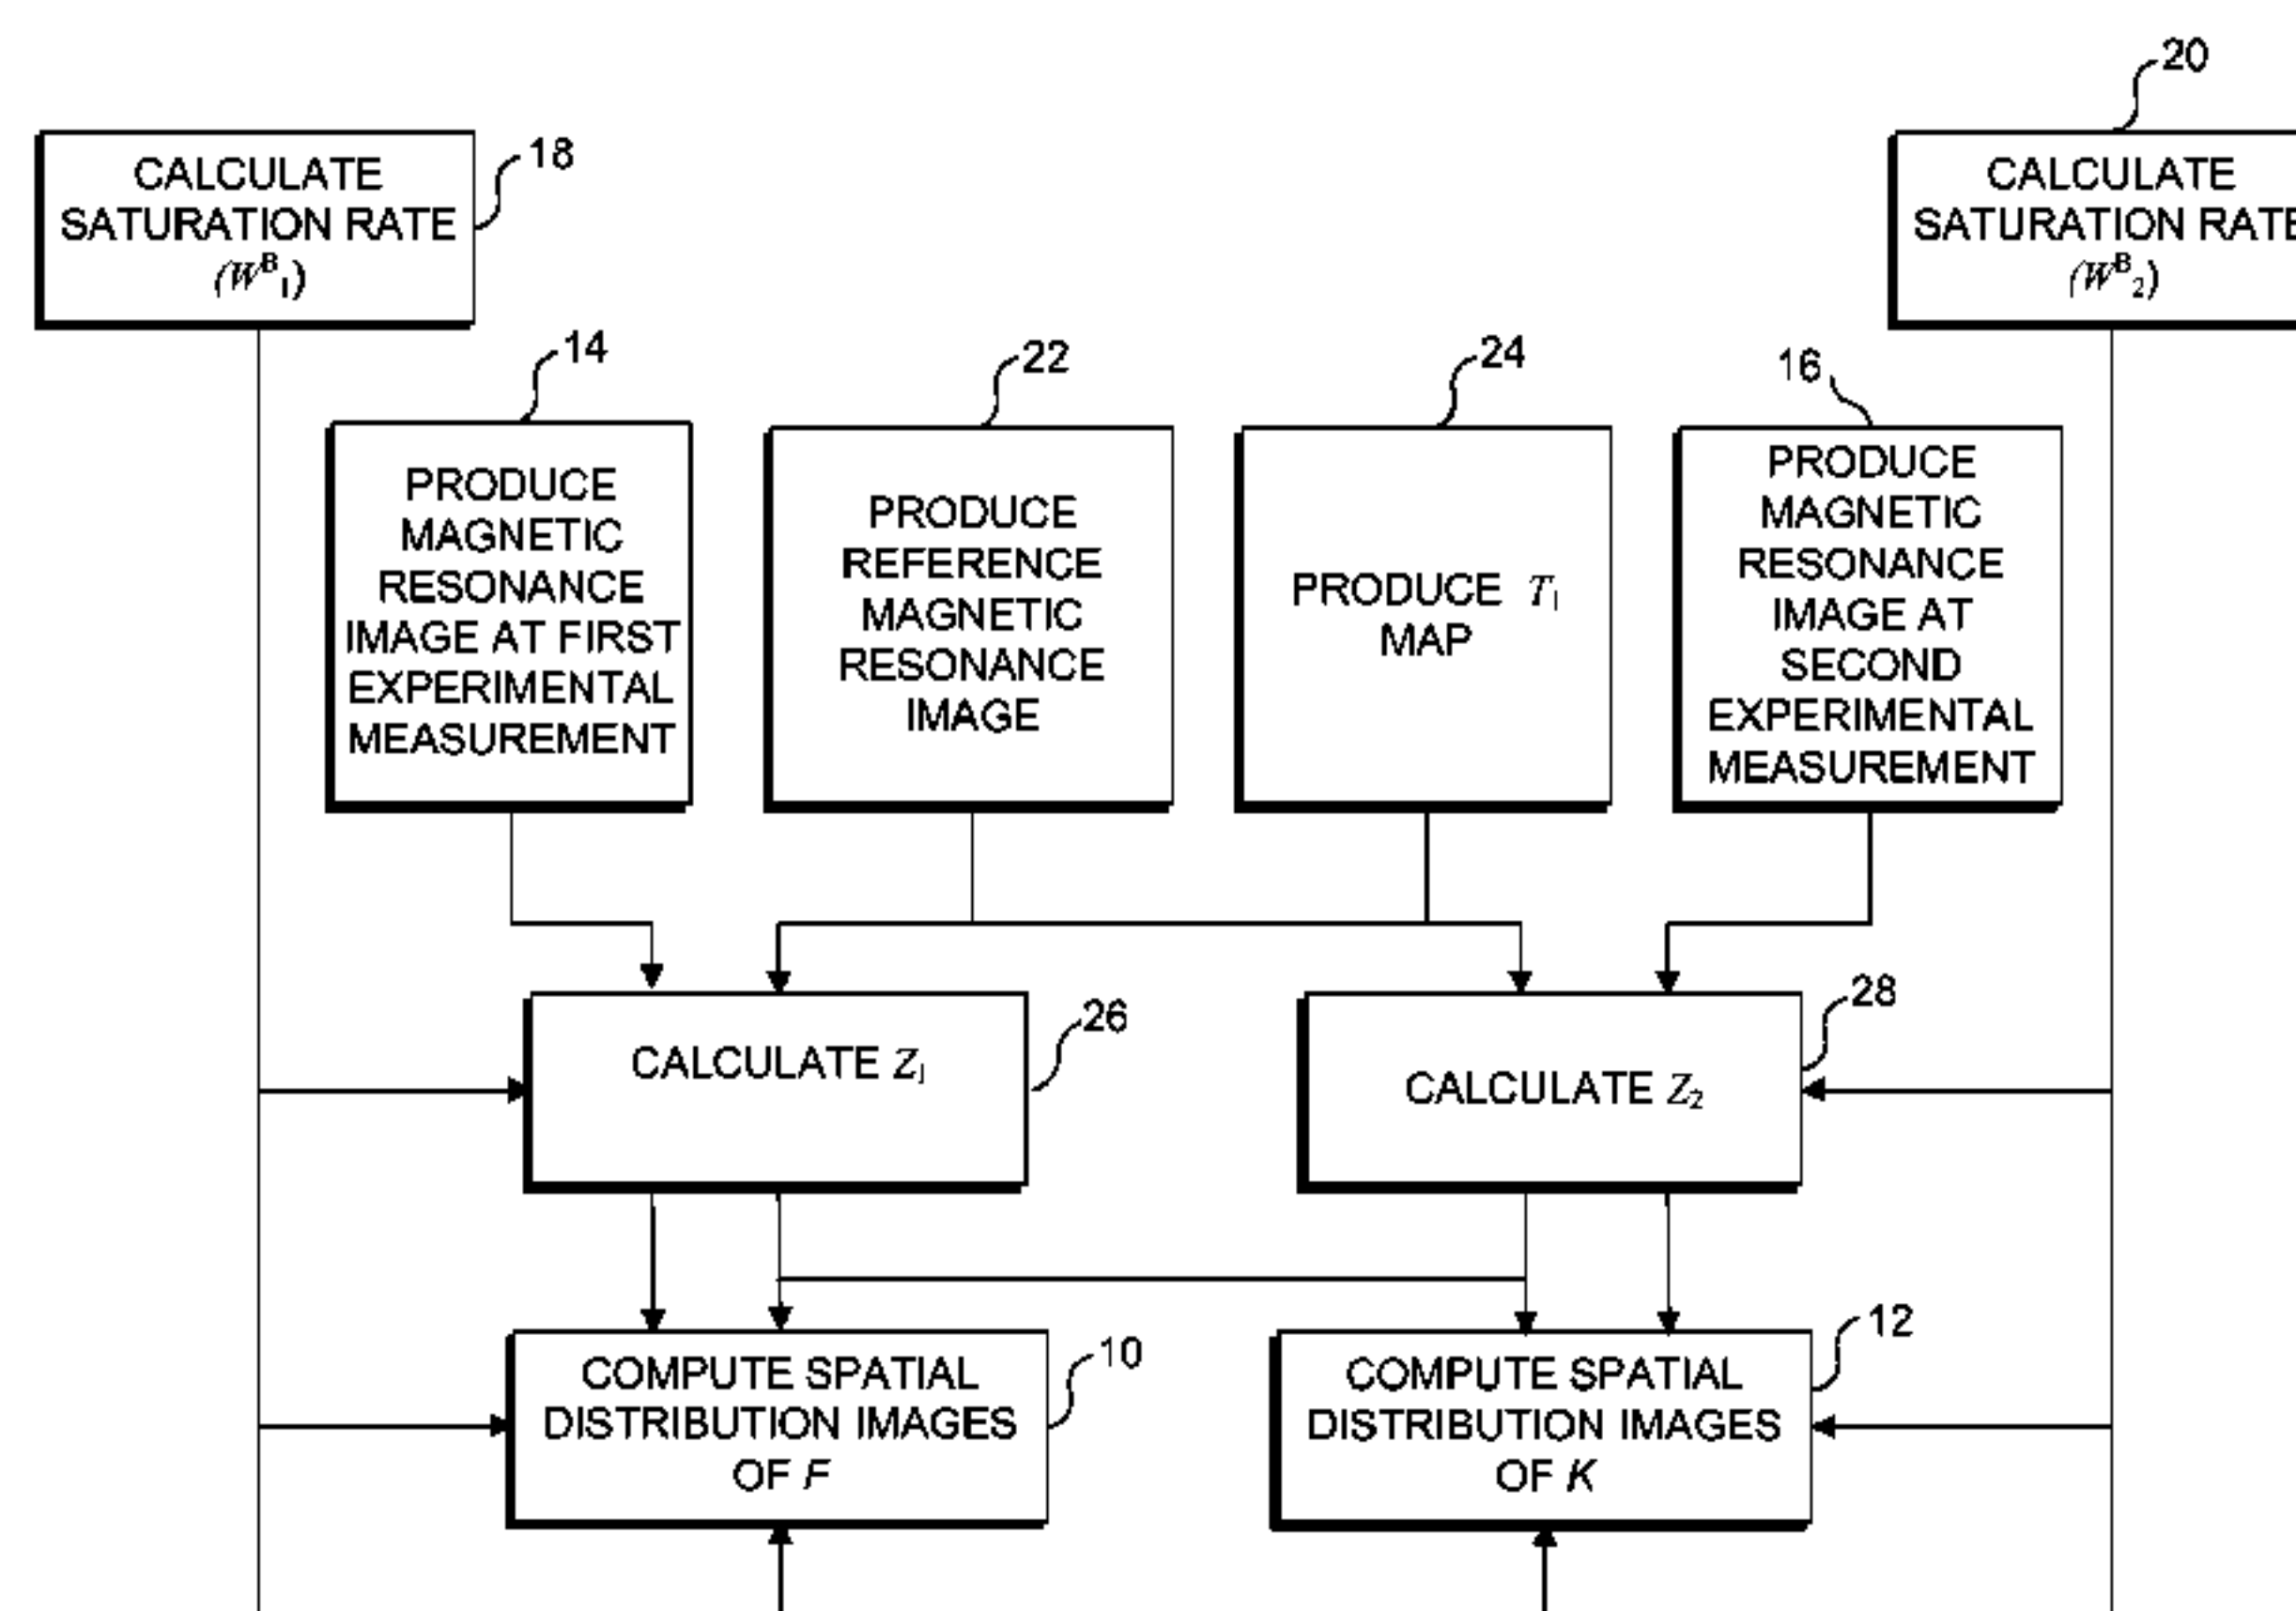 20
18
CALCULATE
SATURATION RATE
(W^B_1)
CALCULATE
SATURATION RATE
(W^B_2)
14
22
24
16
PRODUCE
MAGNETIC
RESONANCE
IMAGE AT FIRST
EXPERIMENTAL
MEASUREMENT
PRODUCE
REFERENCE
MAGNETIC
RESONANCE
IMAGE
PRODUCE T_1
MAP
PRODUCE
MAGNETIC
RESONANCE
IMAGE AT
SECOND
EXPERIMENTAL
MEASUREMENT
26
28
CALCULATE Z_1
CALCULATE Z_2
10
12
COMPUTE SPATIAL
DISTRIBUTION IMAGES
OF F
COMPUTE SPATIAL
DISTRIBUTION IMAGES
OF K